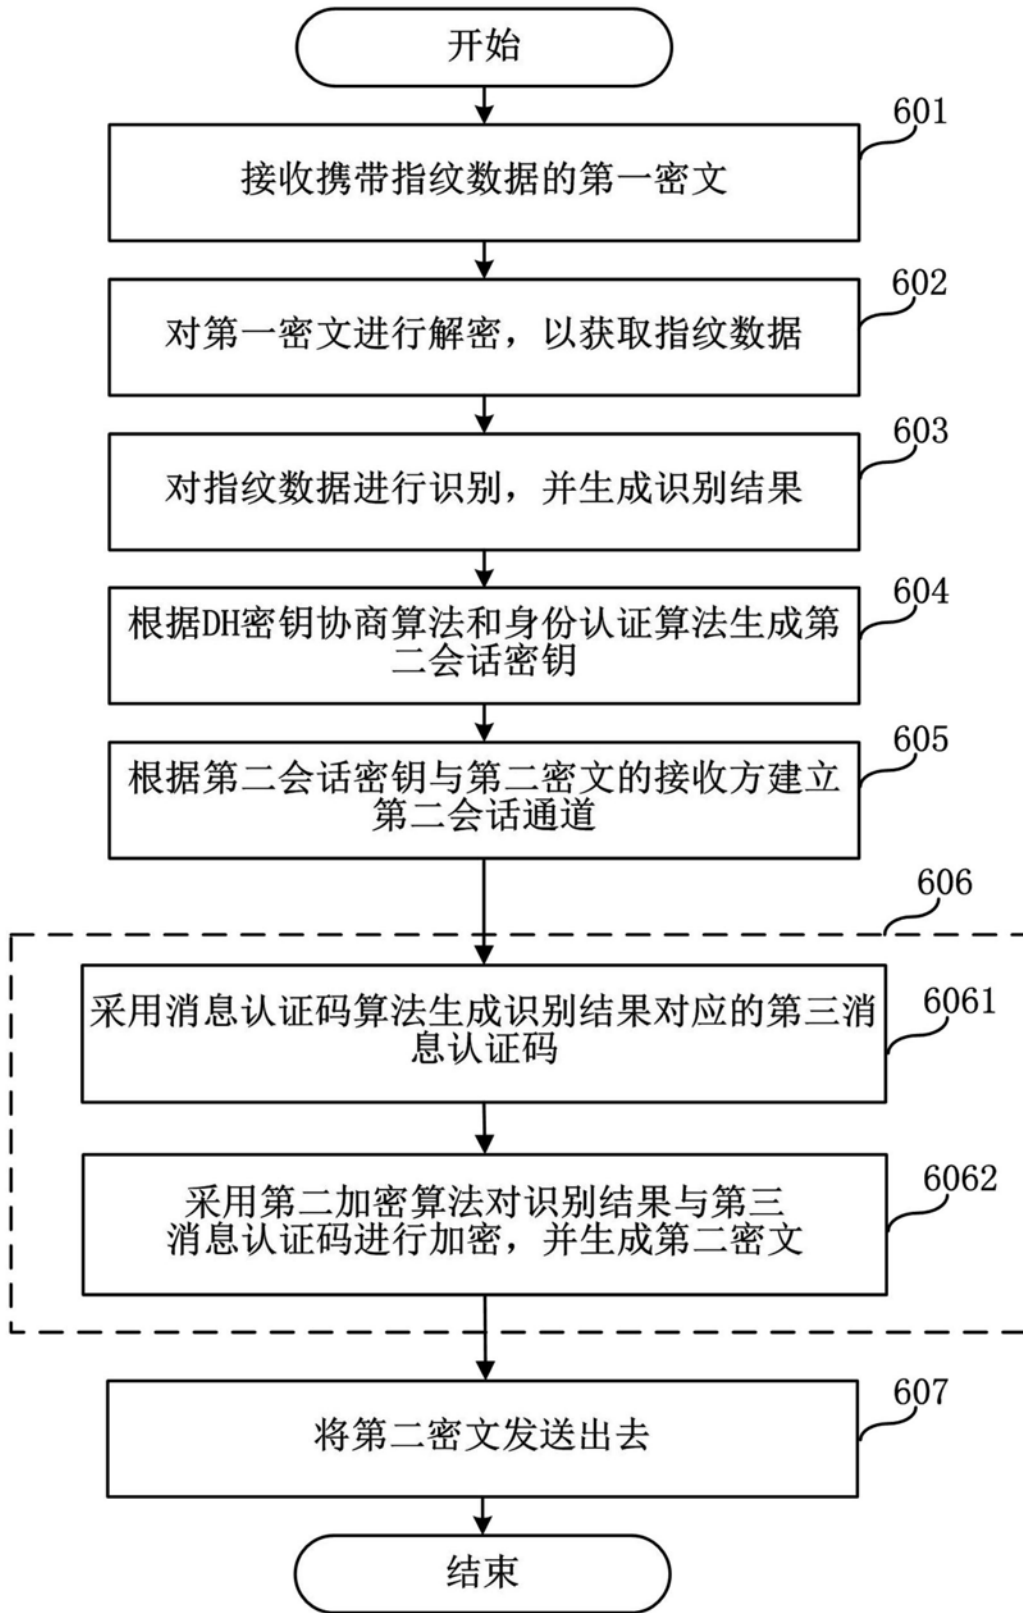 开始
601
接收携带指纹数据的第一密文
602
对第一密文进行解密，以获取指纹数据
603
对指纹数据进行识别，并生成识别结果
604
根据DH密钥协商算法和身份认证算法生成第
二会话密钥
605
根据第二会话密钥与第二密文的接收方建立
第二会话通道
606
采用消息认证码算法生成识别结果对应的第三消
息认证码
6061
采用第二加密算法对识别结果与第三
消息认证码进行加密，并生成第二密文
6062
607
将第二密文发送出去
结束